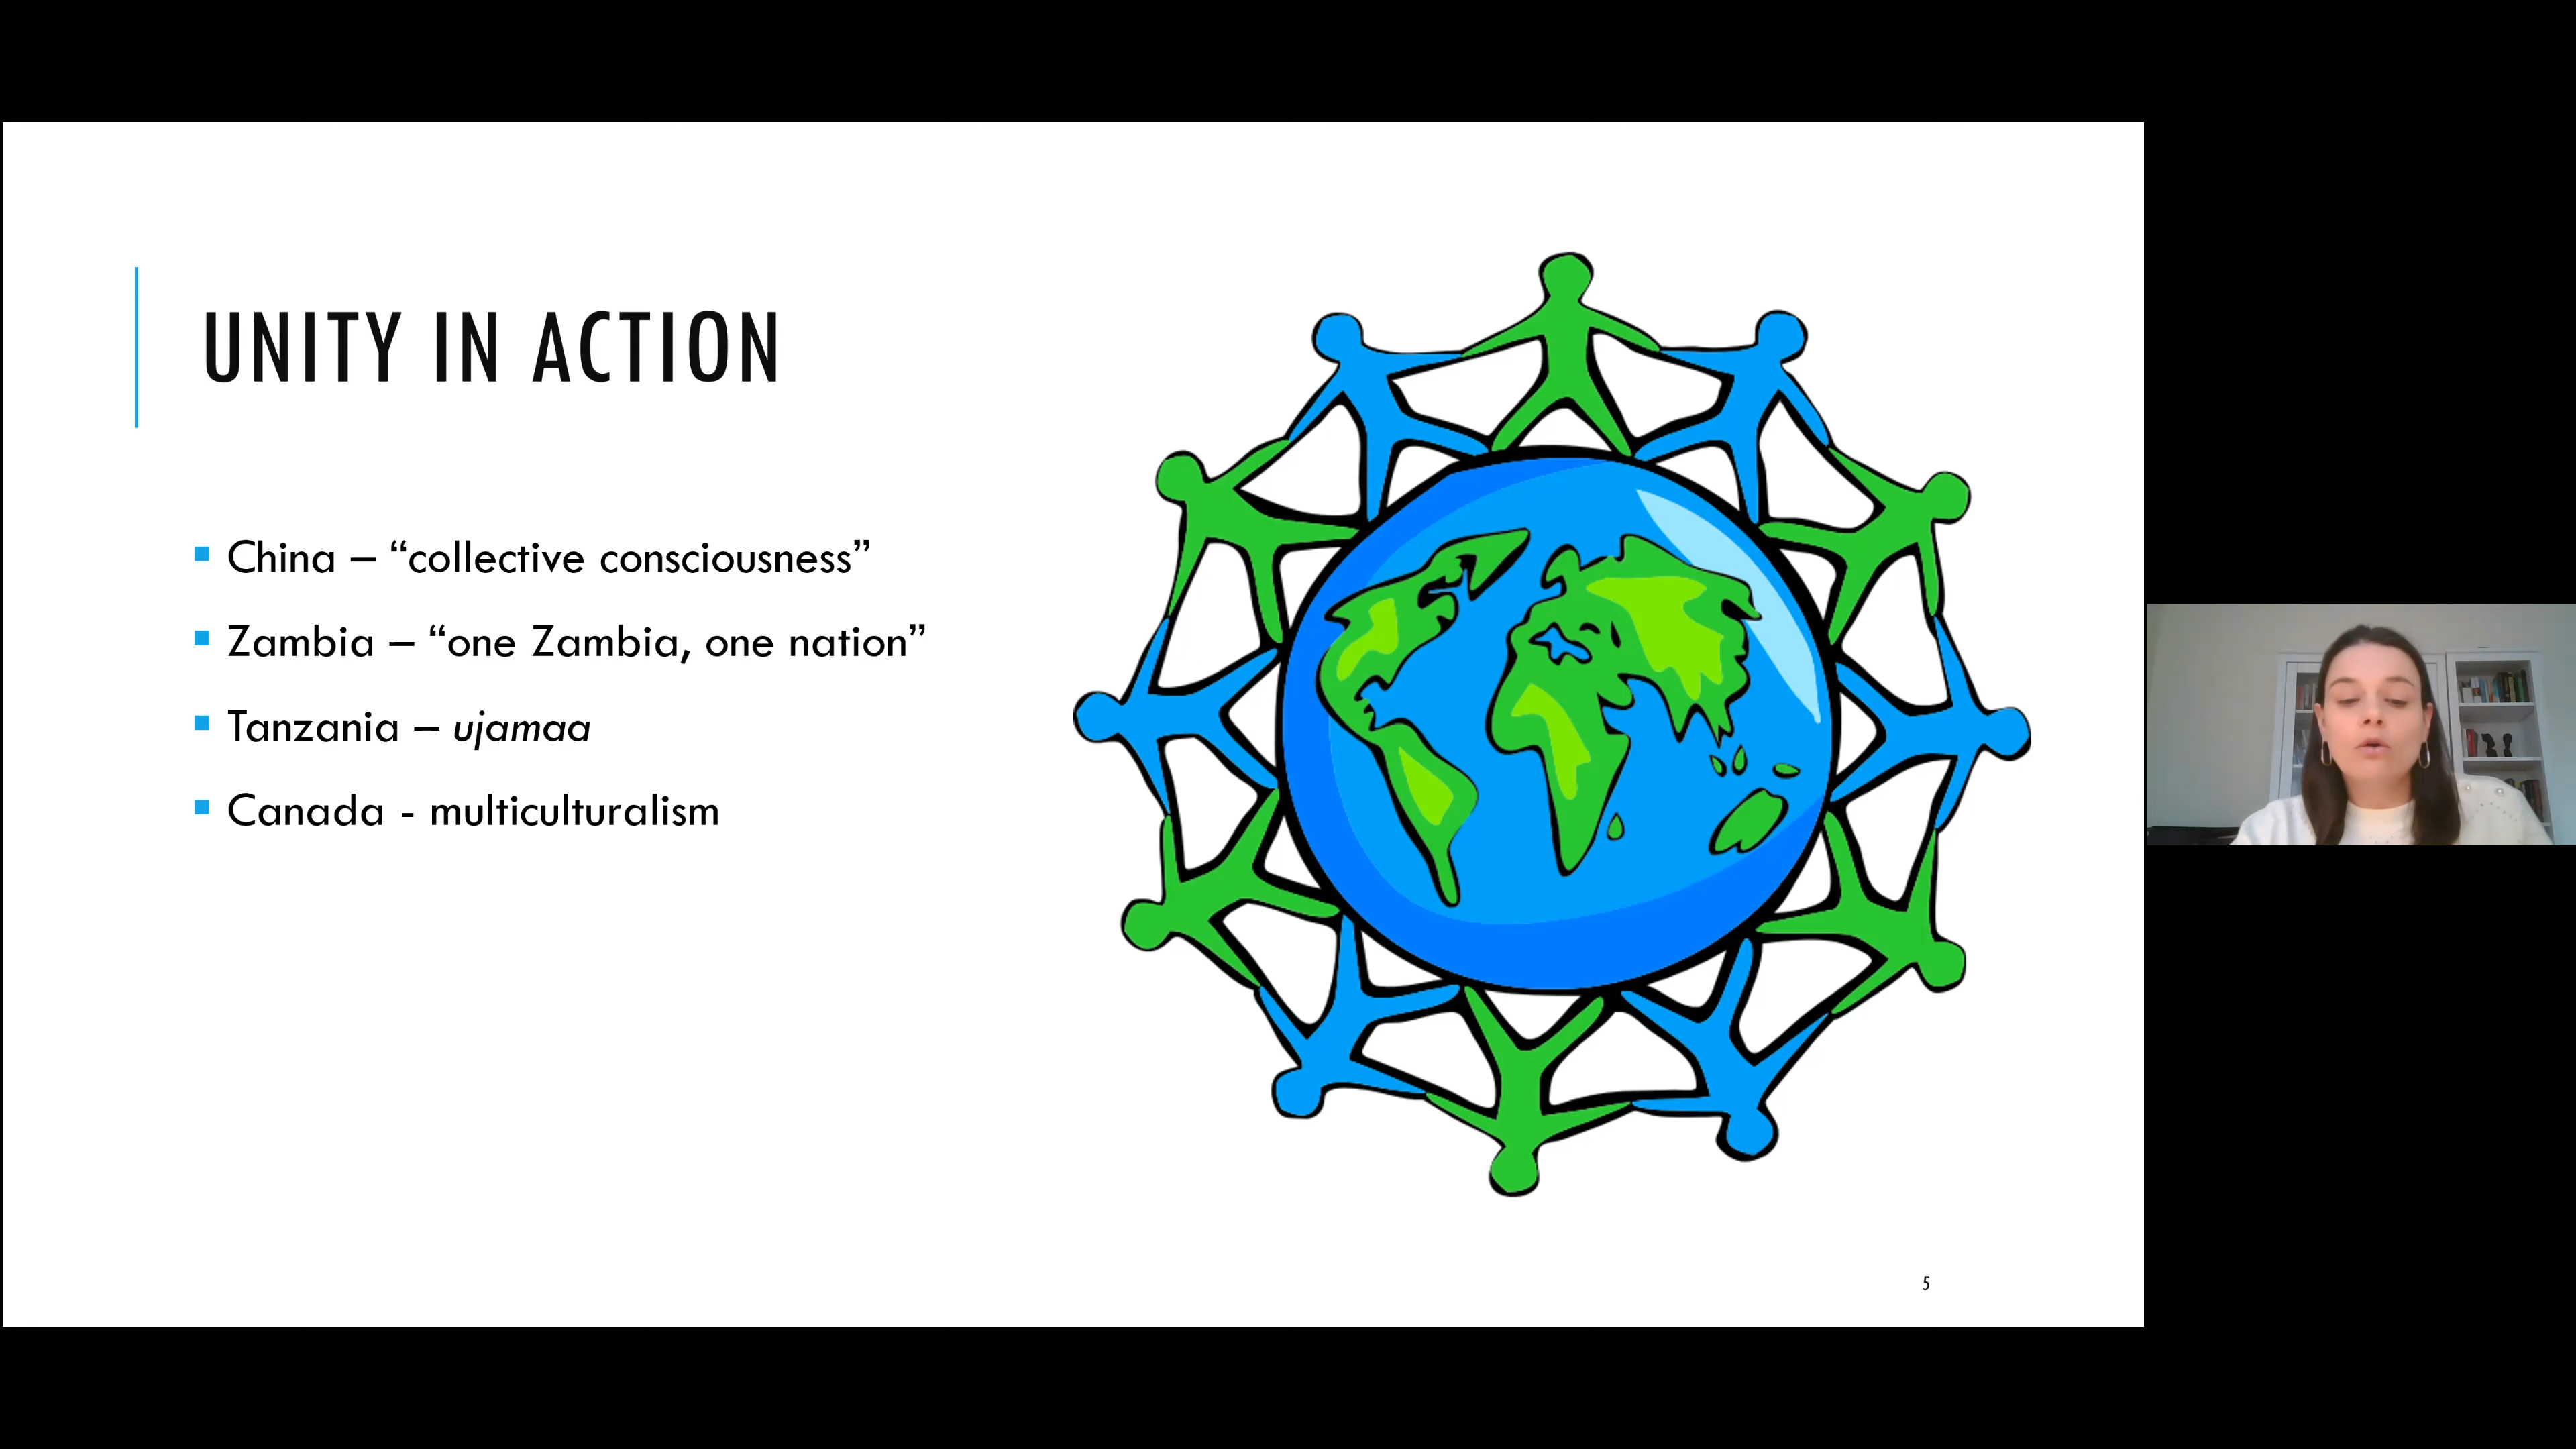 UNITY IN ACTION
China – “collective consciousness”
Zambia – “one Zambia, one nation”
Tanzania – ujamaa
Canada - multiculturalism
5